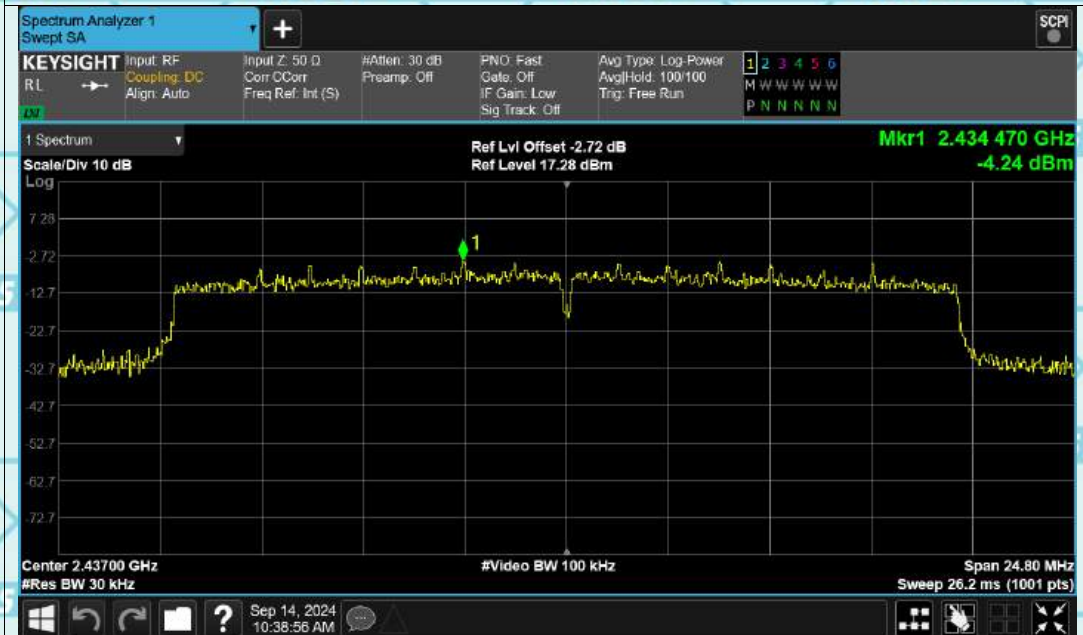 Spectrum Analyzer 1
Swept SA
+
SCPI
KEYSIGHT
RL
LXI
Input: RF
Coupling: DC
Align: Auto
Input Z: 50 Ω
Corr CCorr
Freq Ref: Int (S)
#Atten: 30 dB
Preamp: Off
PNO: Fast
Gate: Off
IF Gain: Low
Sig Track: Off
Avg Type: Log-Power
Avg|Hold: 100/100
Trig: Free Run
1 2 3 4 5 6
M W W W W W
P N N N N N
1 Spectrum
Scale/Div 10 dB
Log
Ref Lvl Offset -2.72 dB
Ref Level 17.28 dBm
Mkr1 2.434 470 GHz
-4.24 dBm
1
7.28
-2.72
-12.7
-22.7
-32.7
-42.7
-52.7
-62.7
-72.7
Center 2.43700 GHz
#Video BW 100 kHz
Span 24.80 MHz
#Res BW 30 kHz
Sweep 26.2 ms (1001 pts)
?
Sep 14, 2024
10:38:56 AM